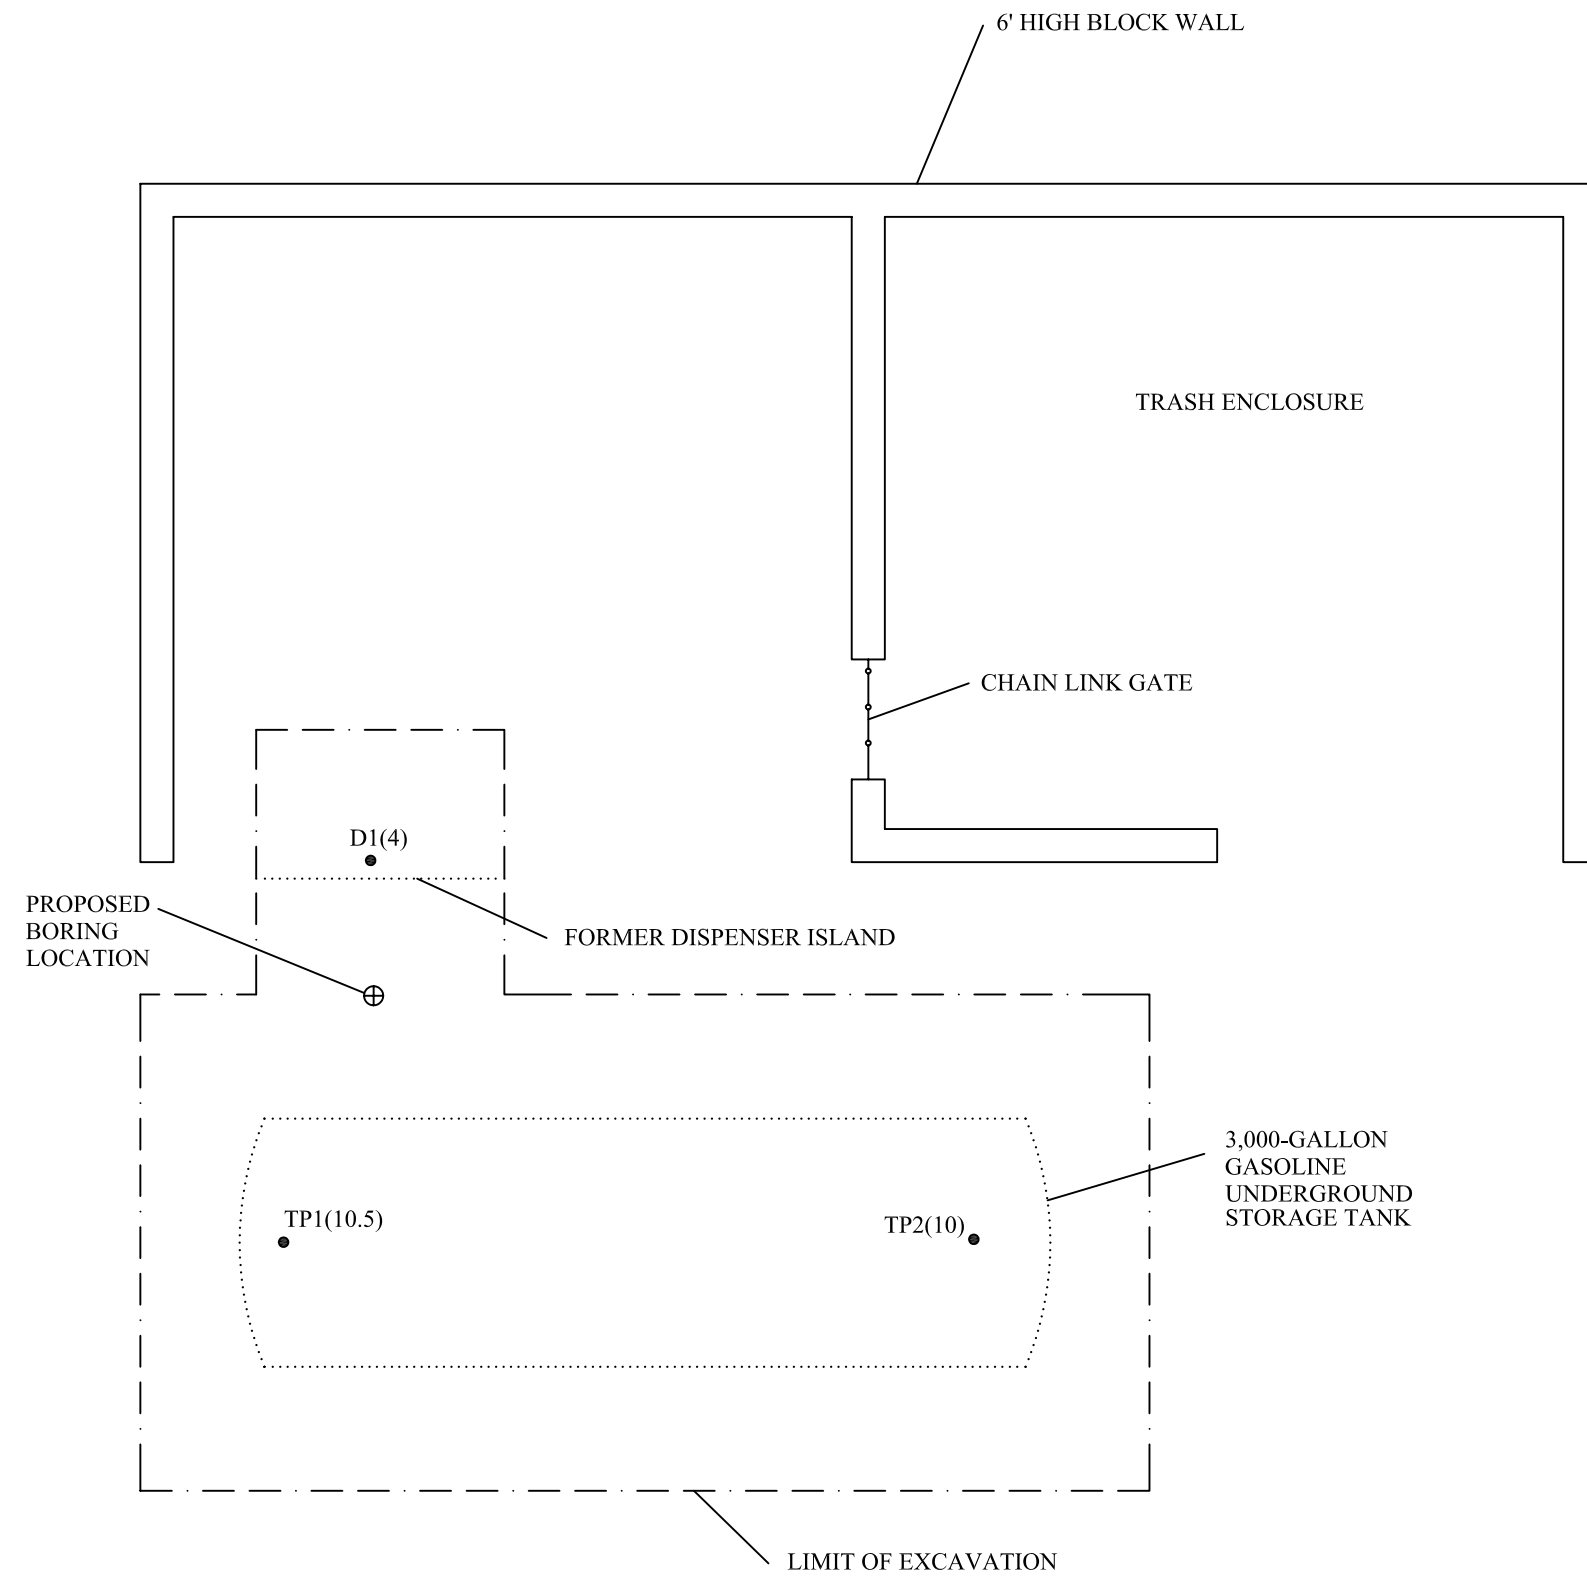 6' HIGH BLOCK WALL
TRASH ENCLOSURE
CHAIN LINK GATE
D1(4)
PROPOSED
BORING
LOCATION
FORMER DISPENSER ISLAND
3,000-GALLON
GASOLINE
UNDERGROUND
STORAGE TANK
TP1(10.5)
TP2(10)
LIMIT OF EXCAVATION